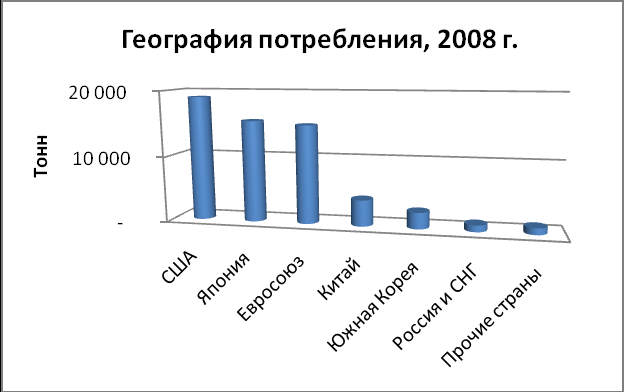 География потребления, 2008 г.
Тонн
20 000
10 000
-
США
Япония
Евросоюз
Китай
Южная Корея
Россия и СНГ
Прочие страны